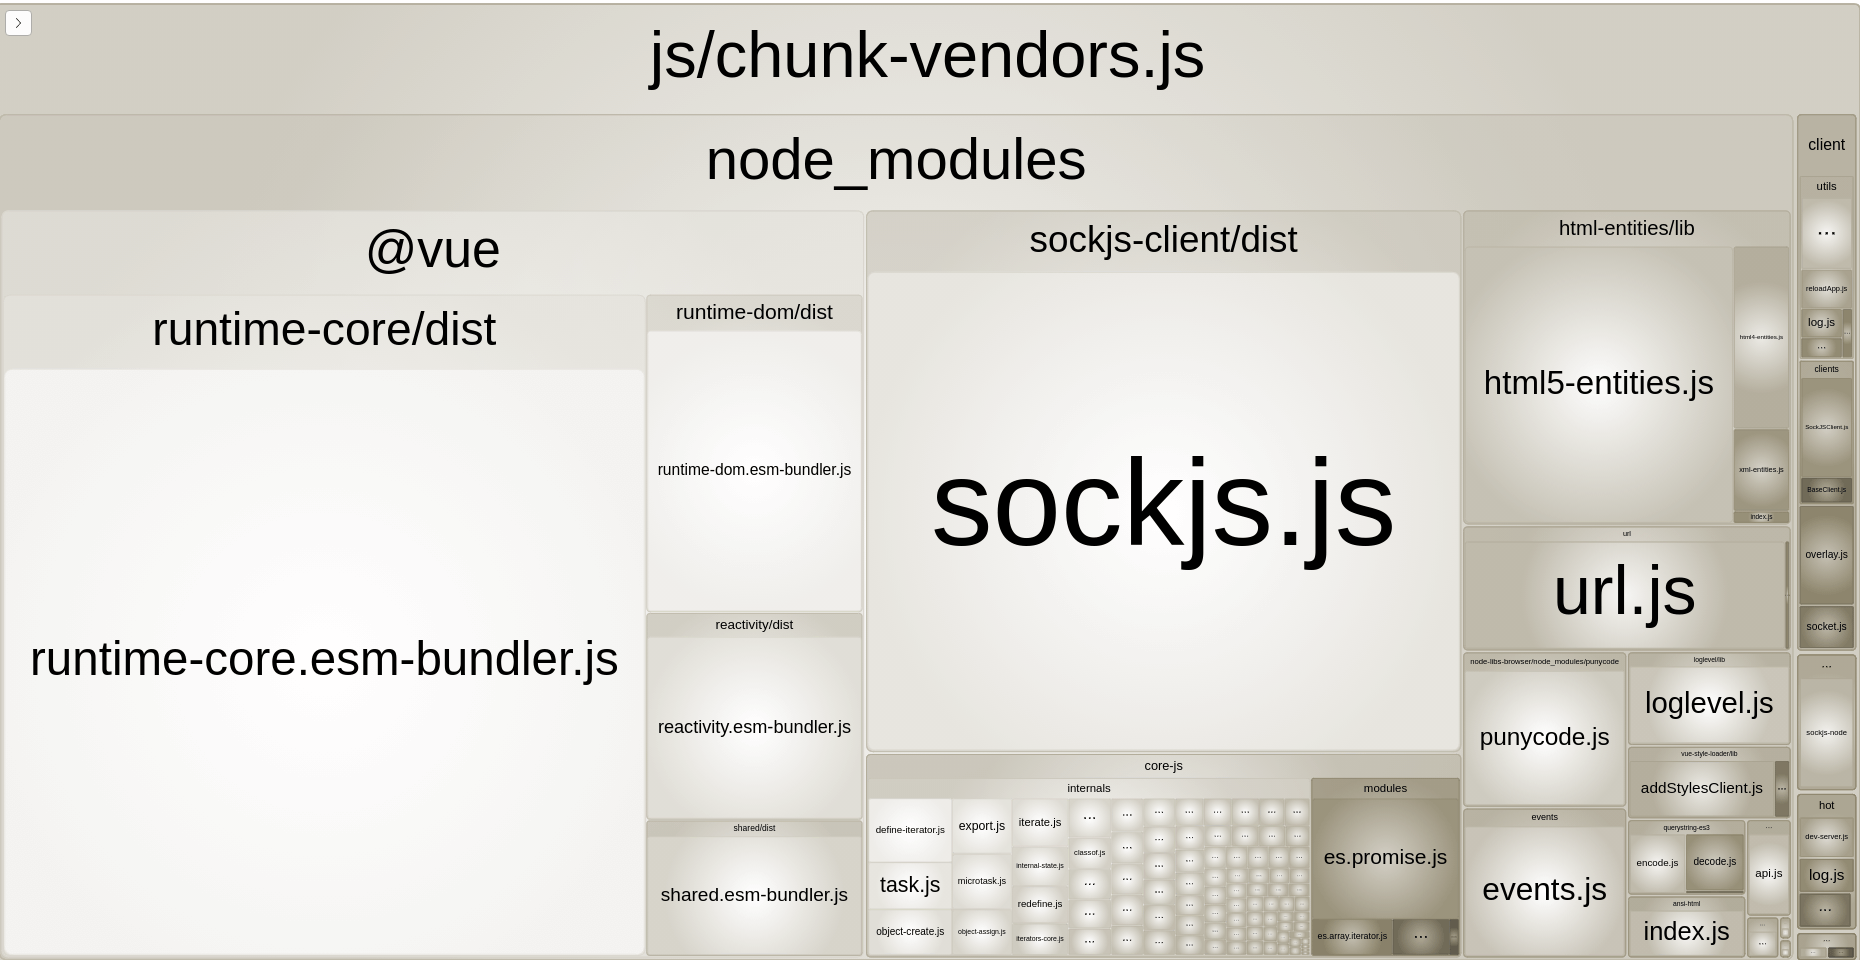 js/chunk-vendors.js
node_modules
@vue
runtime-core/dist
runtime-core.esm-bundler.js
runtime-dom/dist
runtime-dom.esm-bundler.js
reactivity/dist
reactivity.esm-bundler.js
shared/dist
shared.esm-bundler.js
sockjs-client/dist
sockjs.js
core-js
internals
define-iterator.js
task.js
object-create.js
export.js
microtask.js
object-assign.js
iterate.js
internal-state.js
redefine.js
iterators-core.js
...
classof.js
modules
es.promise.js
es.array.iterator.js
...
html-entities/lib
html5-entities.js
html4-entities.js
xml-entities.js
index.js
url
url.js
node-libs-browser/node_modules/punycode
punycode.js
events
events.js
loglevel/lib
loglevel.js
vue-style-loader/lib
addStylesClient.js
...
querystring-es3
encode.js
decode.js
ansi-html
index.js
...
api.js
...
client
utils
...
reloadApp.js
log.js
...
clients
SockJSClient.js
BaseClient.js
overlay.js
socket.js
...
sockjs-node
hot
dev-server.js
log.js
...
...